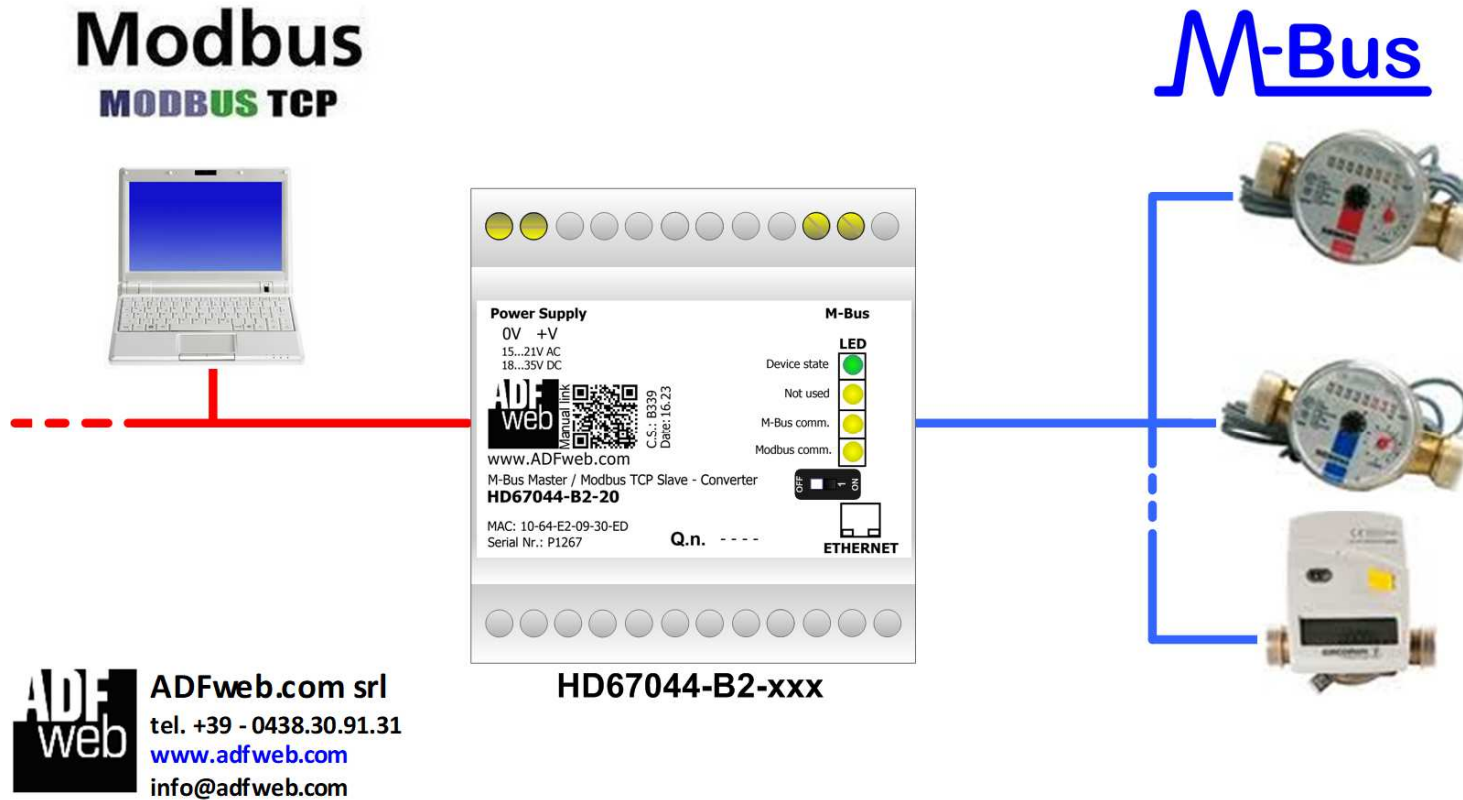 Modbus
MODBUS TCP
M-Bus
Power Supply
M-Bus
0V +V
15...21V AC
18...35V DC
LED
Device state
Not used
M-Bus comm.
Modbus comm.
ADF
web
Manual link
C.S.: B339
Date: 16.23
www.ADFweb.com
M-Bus Master / Modbus TCP Slave - Converter
HD67044-B2-20
OFF
1
ON
MAC: 10-64-E2-09-30-ED
Serial Nr.: P1267
Q.n. - - - -
ETHERNET
HD67044-B2-xxx
ADF
web
ADFweb.com srl
tel. +39 - 0438.30.91.31
www.adfweb.com
info@adfweb.com